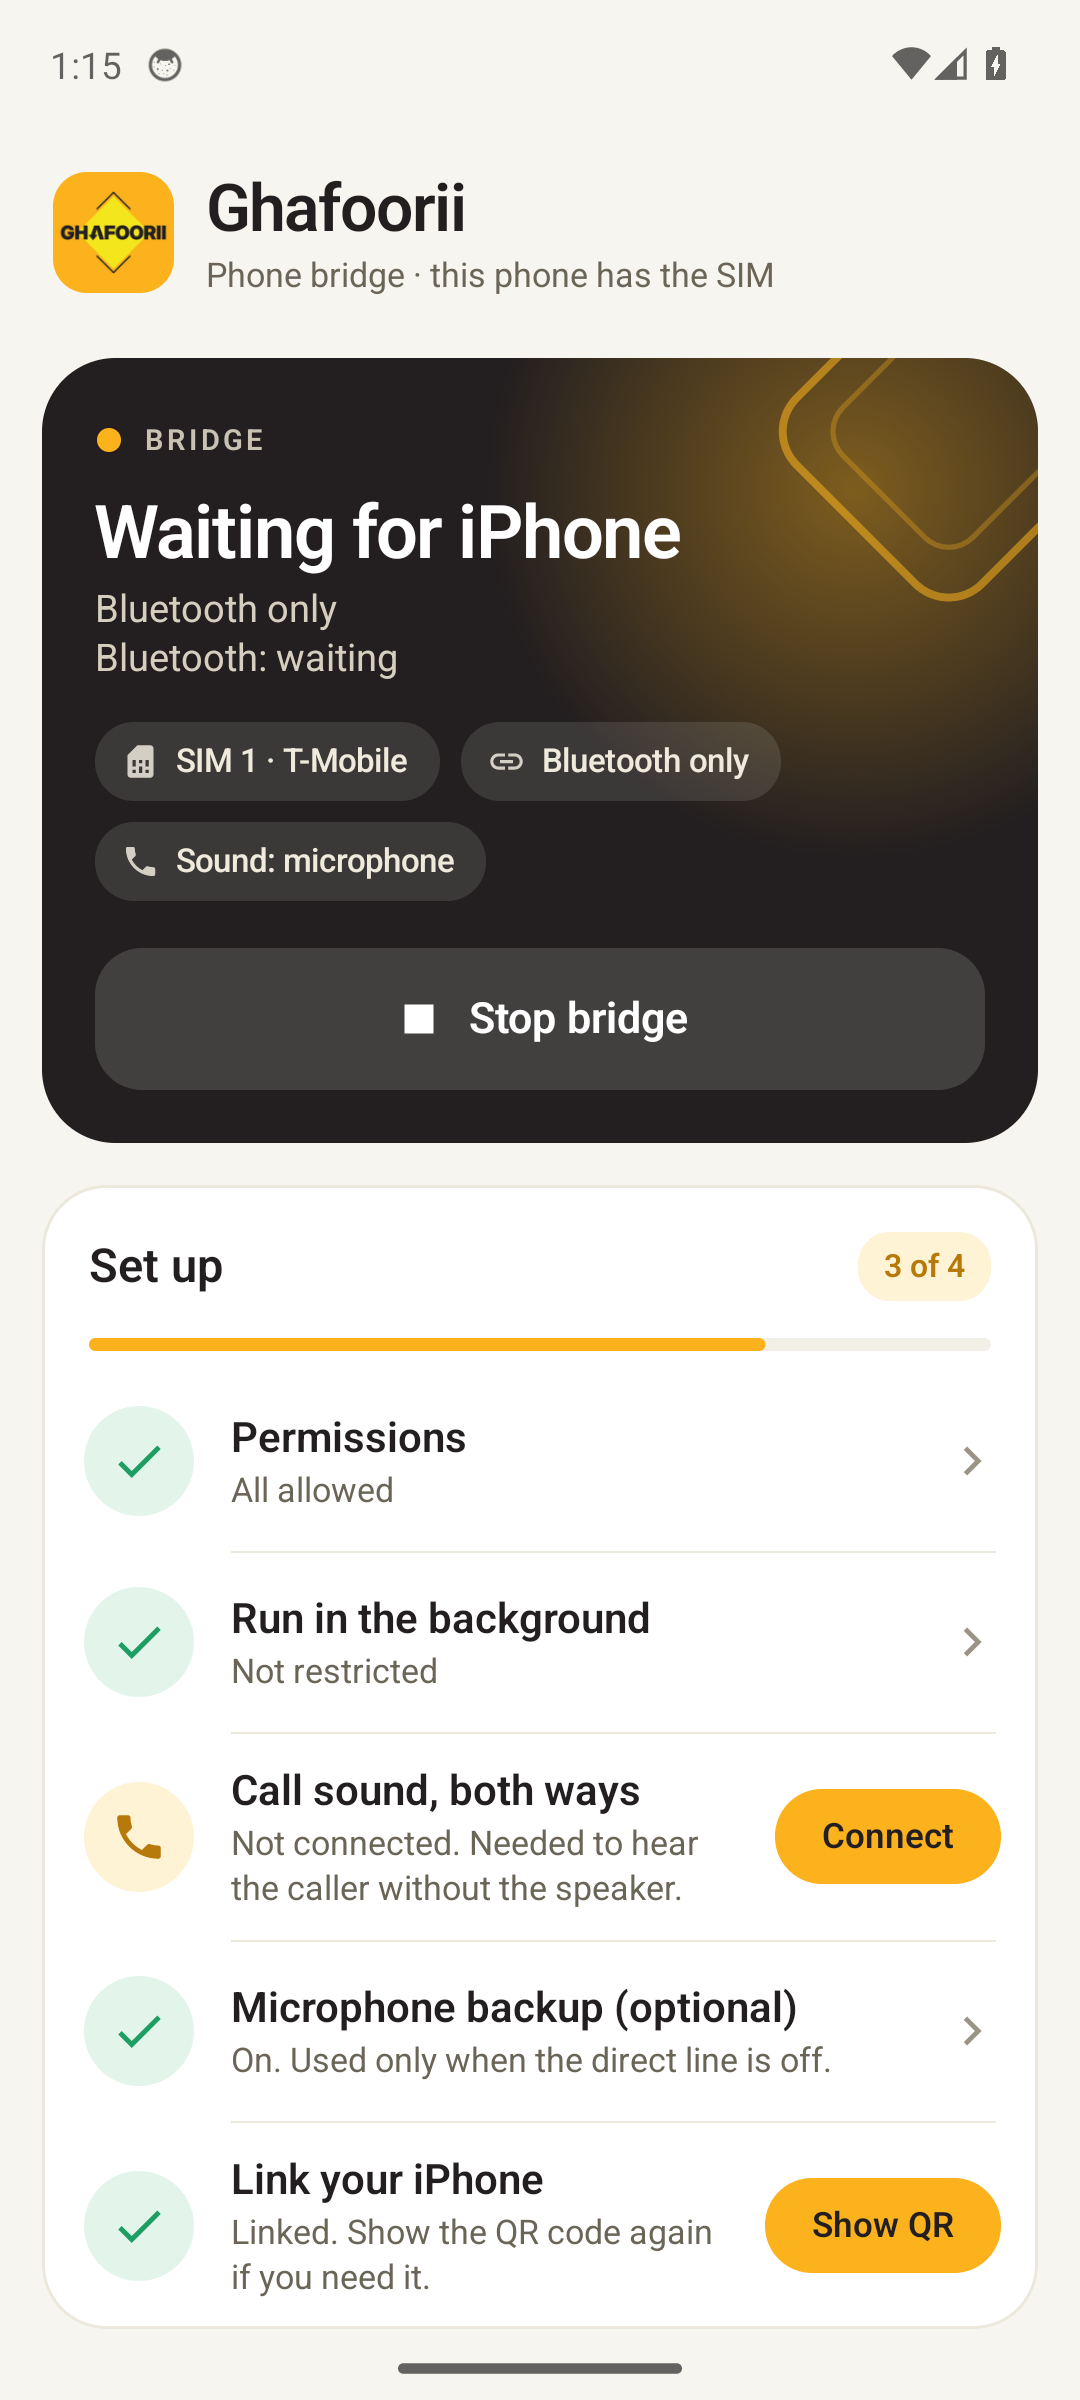 1:15
GHAFOORII
Ghafoorii
Phone bridge · this phone has the SIM
BRIDGE
Waiting for iPhone
Bluetooth only
Bluetooth: waiting
SIM 1 · T-Mobile
Bluetooth only
Sound: microphone
Stop bridge
Set up
3 of 4
Permissions
All allowed
Run in the background
Not restricted
Call sound, both ways
Not connected. Needed to hear
the caller without the speaker.
Connect
Microphone backup (optional)
On. Used only when the direct line is off.
Link your iPhone
Linked. Show the QR code again
if you need it.
Show QR